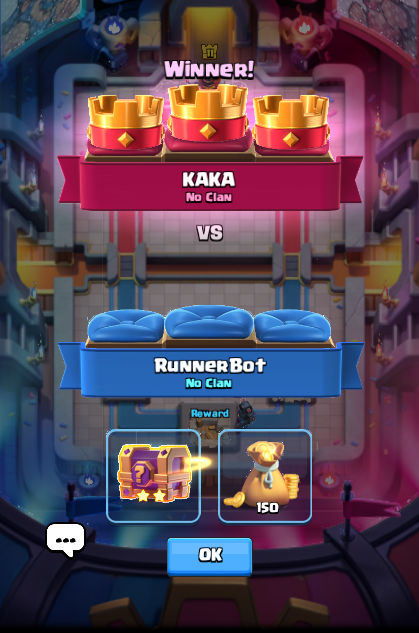 Winner!
KAKA
No Clan
VS
RunnerBot
No Clan
Reward
?
150
...
OK